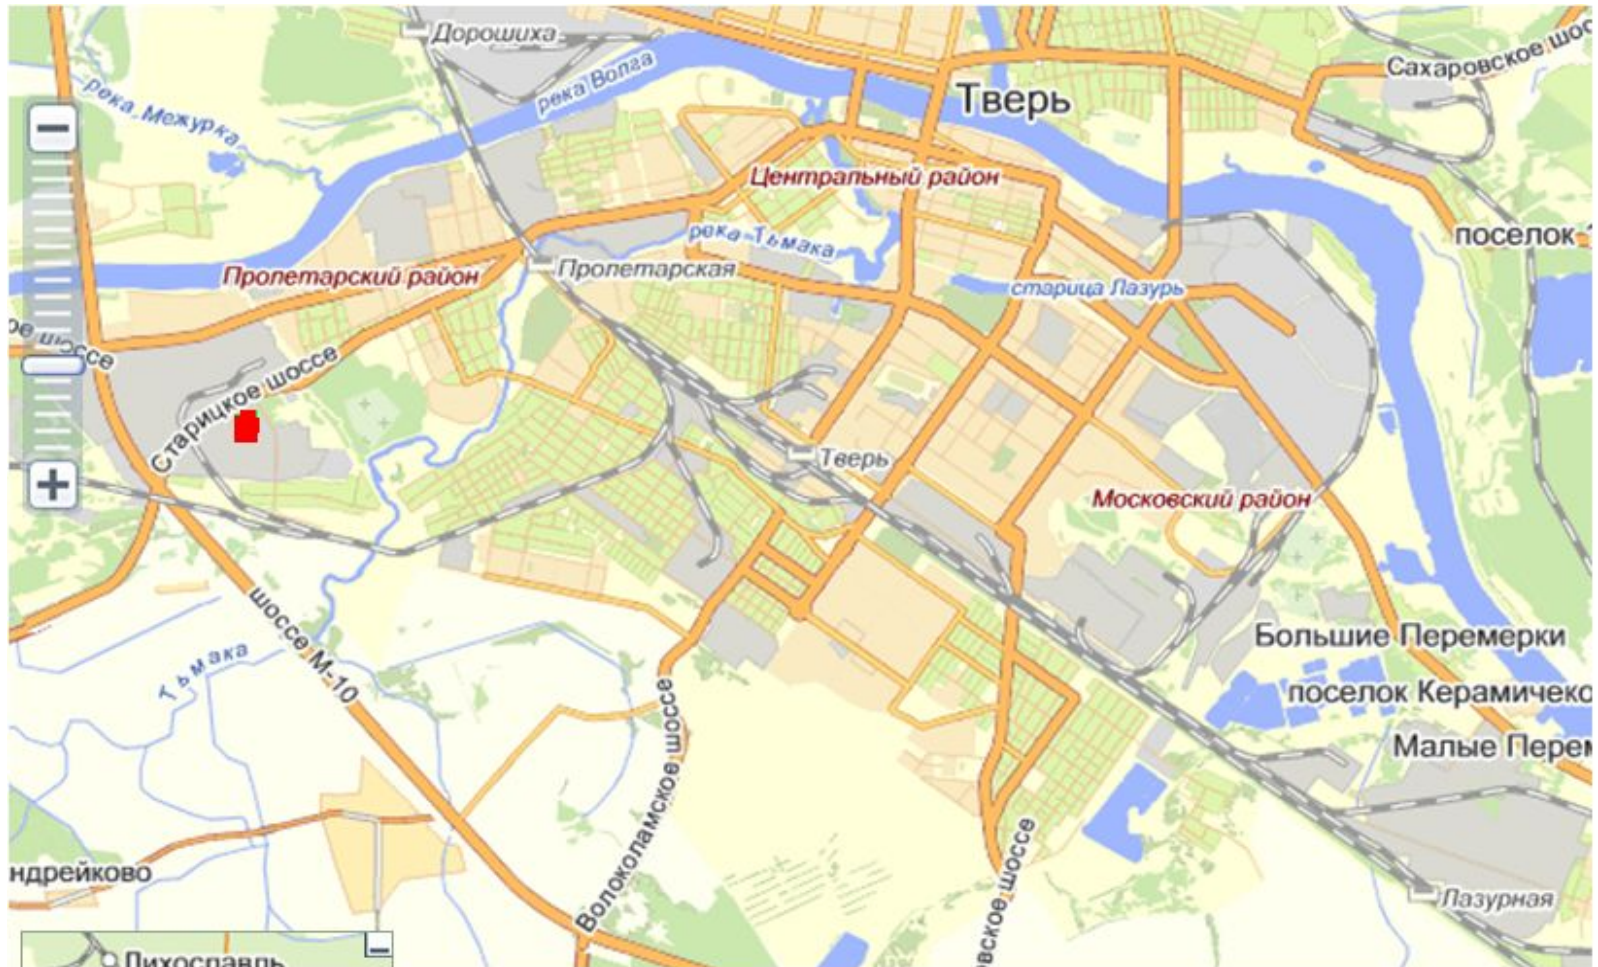 Дорошиха
Сахаровское шос
река Волга
река Межурка
Тверь
Центральный район
поселок
река Тьмака
Пролетарский район
Пролетарская
старица Лазурь
ое шоссе
Старицкое шоссе
Тверь
Московский район
шоссе М-10
Большие Перемерки
Тьмака
поселок Керамичеко
Волоколамское шоссе
Малые Перем
ндрейково
вское шоссе
Лазурная
Лихославль